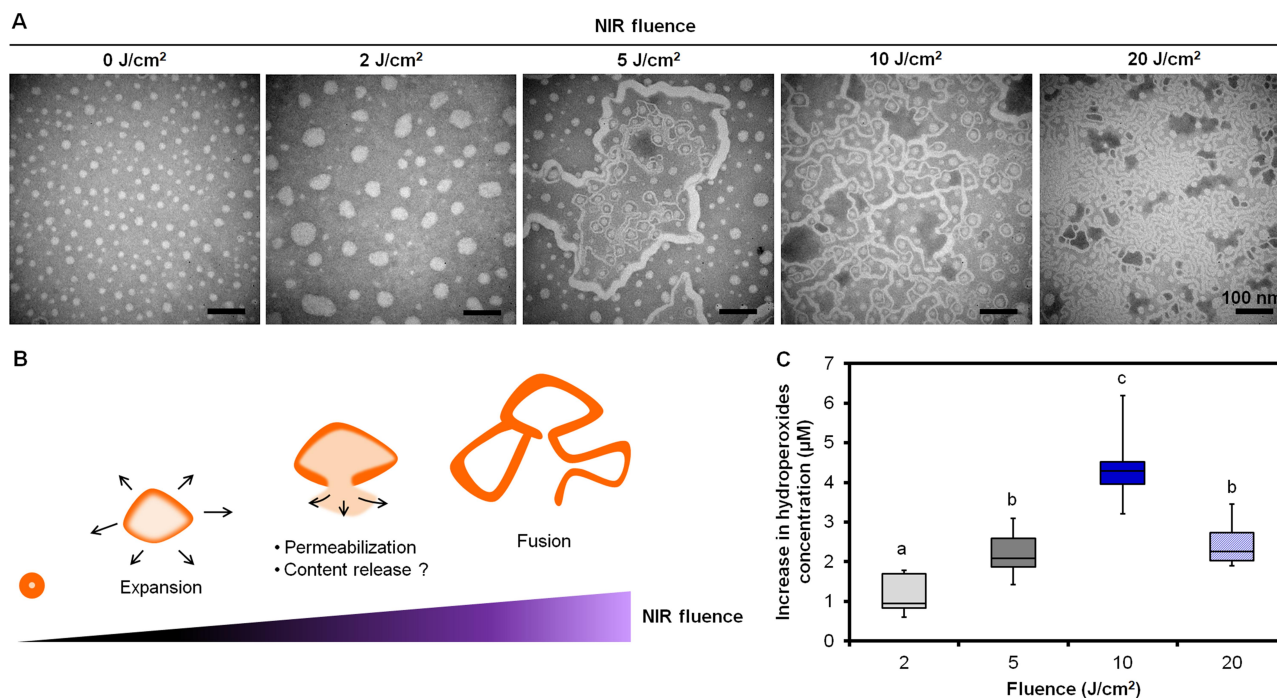 A
NIR fluence
0 J/cm²
2 J/cm²
5 J/cm²
10 J/cm²
20 J/cm²
100 nm
B
Expansion
• Permeabilization
• Content release ?
Fusion
NIR fluence
C
Increase in hydroperoxides
concentration (µM)
7
6
5
4
3
2
1
0
a
b
c
b
2
5
10
20
Fluence (J/cm²)